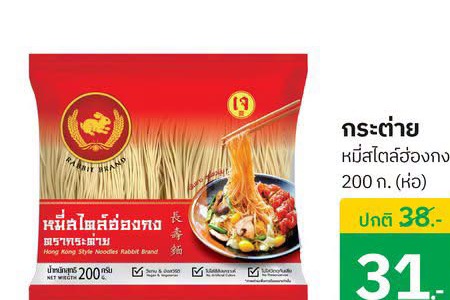 RABBIT BRAND
เจ
หมี่สไตล์ฮ่องกง
ตรากระต่าย
Hong Kong Style Noodles Rabbit Brand
長壽麵
น้ำหนักสุทธิ 200 กรัม
NET WEIGTH 200 G.
กระต่าย
หมี่สไตล์ฮ่องกง
200 ก. (ห่อ)
ปกติ 38.-
31.-